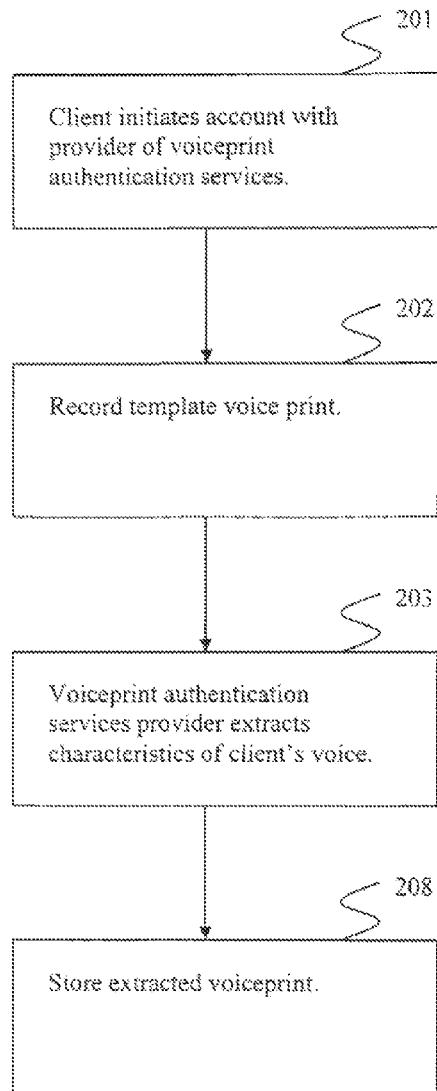 201
Client initiates account with
provider of voiceprint
authentication services.
202
Record template voice print.
203
Voiceprint authentication
services provider extracts
characteristics of client's voice.
208
Store extracted voiceprint.